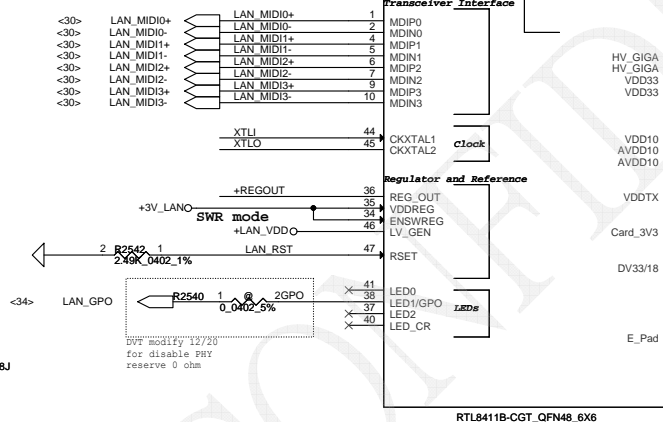 Transceiver Interface
<30> LAN_MIDI0+ LAN_MIDI0+ 1 MDIP0
<30> LAN_MIDI0- LAN_MIDI0- 2 MDIN0
<30> LAN_MIDI1+ LAN_MIDI1+ 4 MDIP1
<30> LAN_MIDI1- LAN_MIDI1- 5 MDIN1 HV_GIGA
<30> LAN_MIDI2+ LAN_MIDI2+ 6 MDIP2 HV_GIGA
<30> LAN_MIDI2- LAN_MIDI2- 7 MDIN2 VDD33
<30> LAN_MIDI3+ LAN_MIDI3+ 9 MDIP3 VDD33
<30> LAN_MIDI3- LAN_MIDI3- 10 MDIN3
XTLI 44 CKXTAL1 VDD10
XTLO 45 CKXTAL2 Clock AVDD10
AVDD10
Regulator and Reference
+REGOUT 36 REG_OUT VDDTX
+3V_LAN 35 VDDREG
SWR mode 34 ENSWREG
+LAN_VDD 46 LV_GEN Card_3V3
2 R2542 1 LAN_RST 47 RSET
2.49K_0402_1%
DV33/18
41 LED0
<34> LAN_GPO R2540 1 @ 2 GPO 38 LED1/GPO
0_0402_5% 37 LED2 LEDs
40 LED_CR
DVT modify 12/20 E_Pad
for disable PHY
reserve 0 ohm
8J
RTL8411B-CGT_QFN48_6X6
CONFID